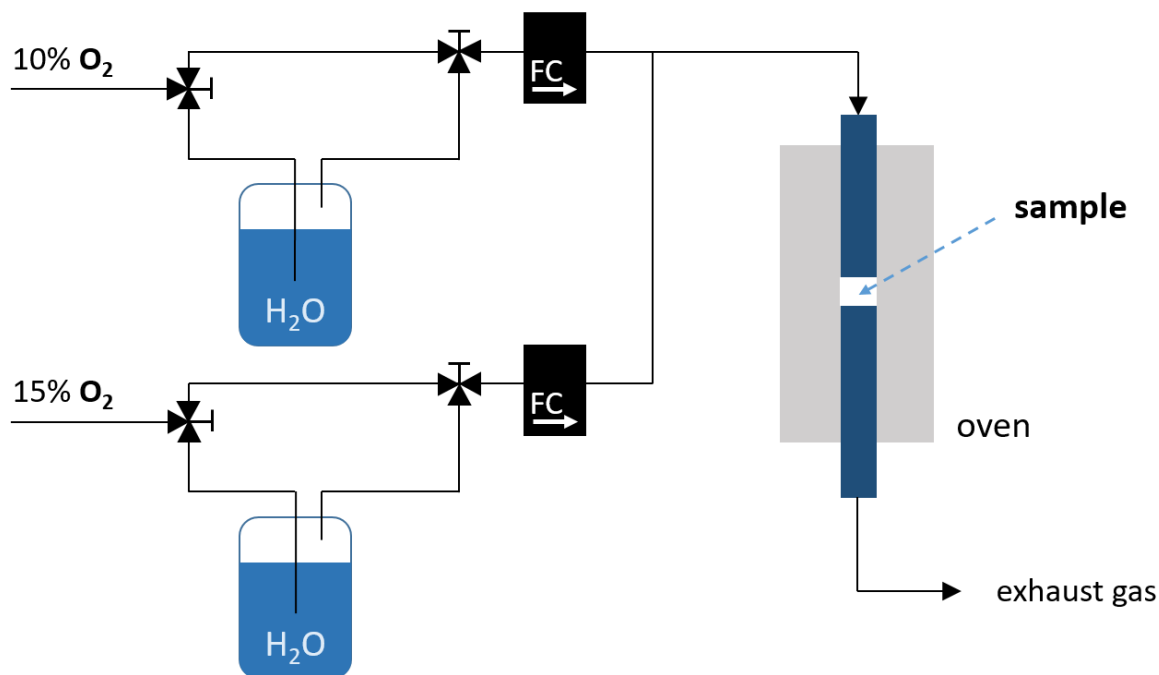 10% O₂
FC
H₂O
sample
15% O₂
FC
oven
H₂O
exhaust gas